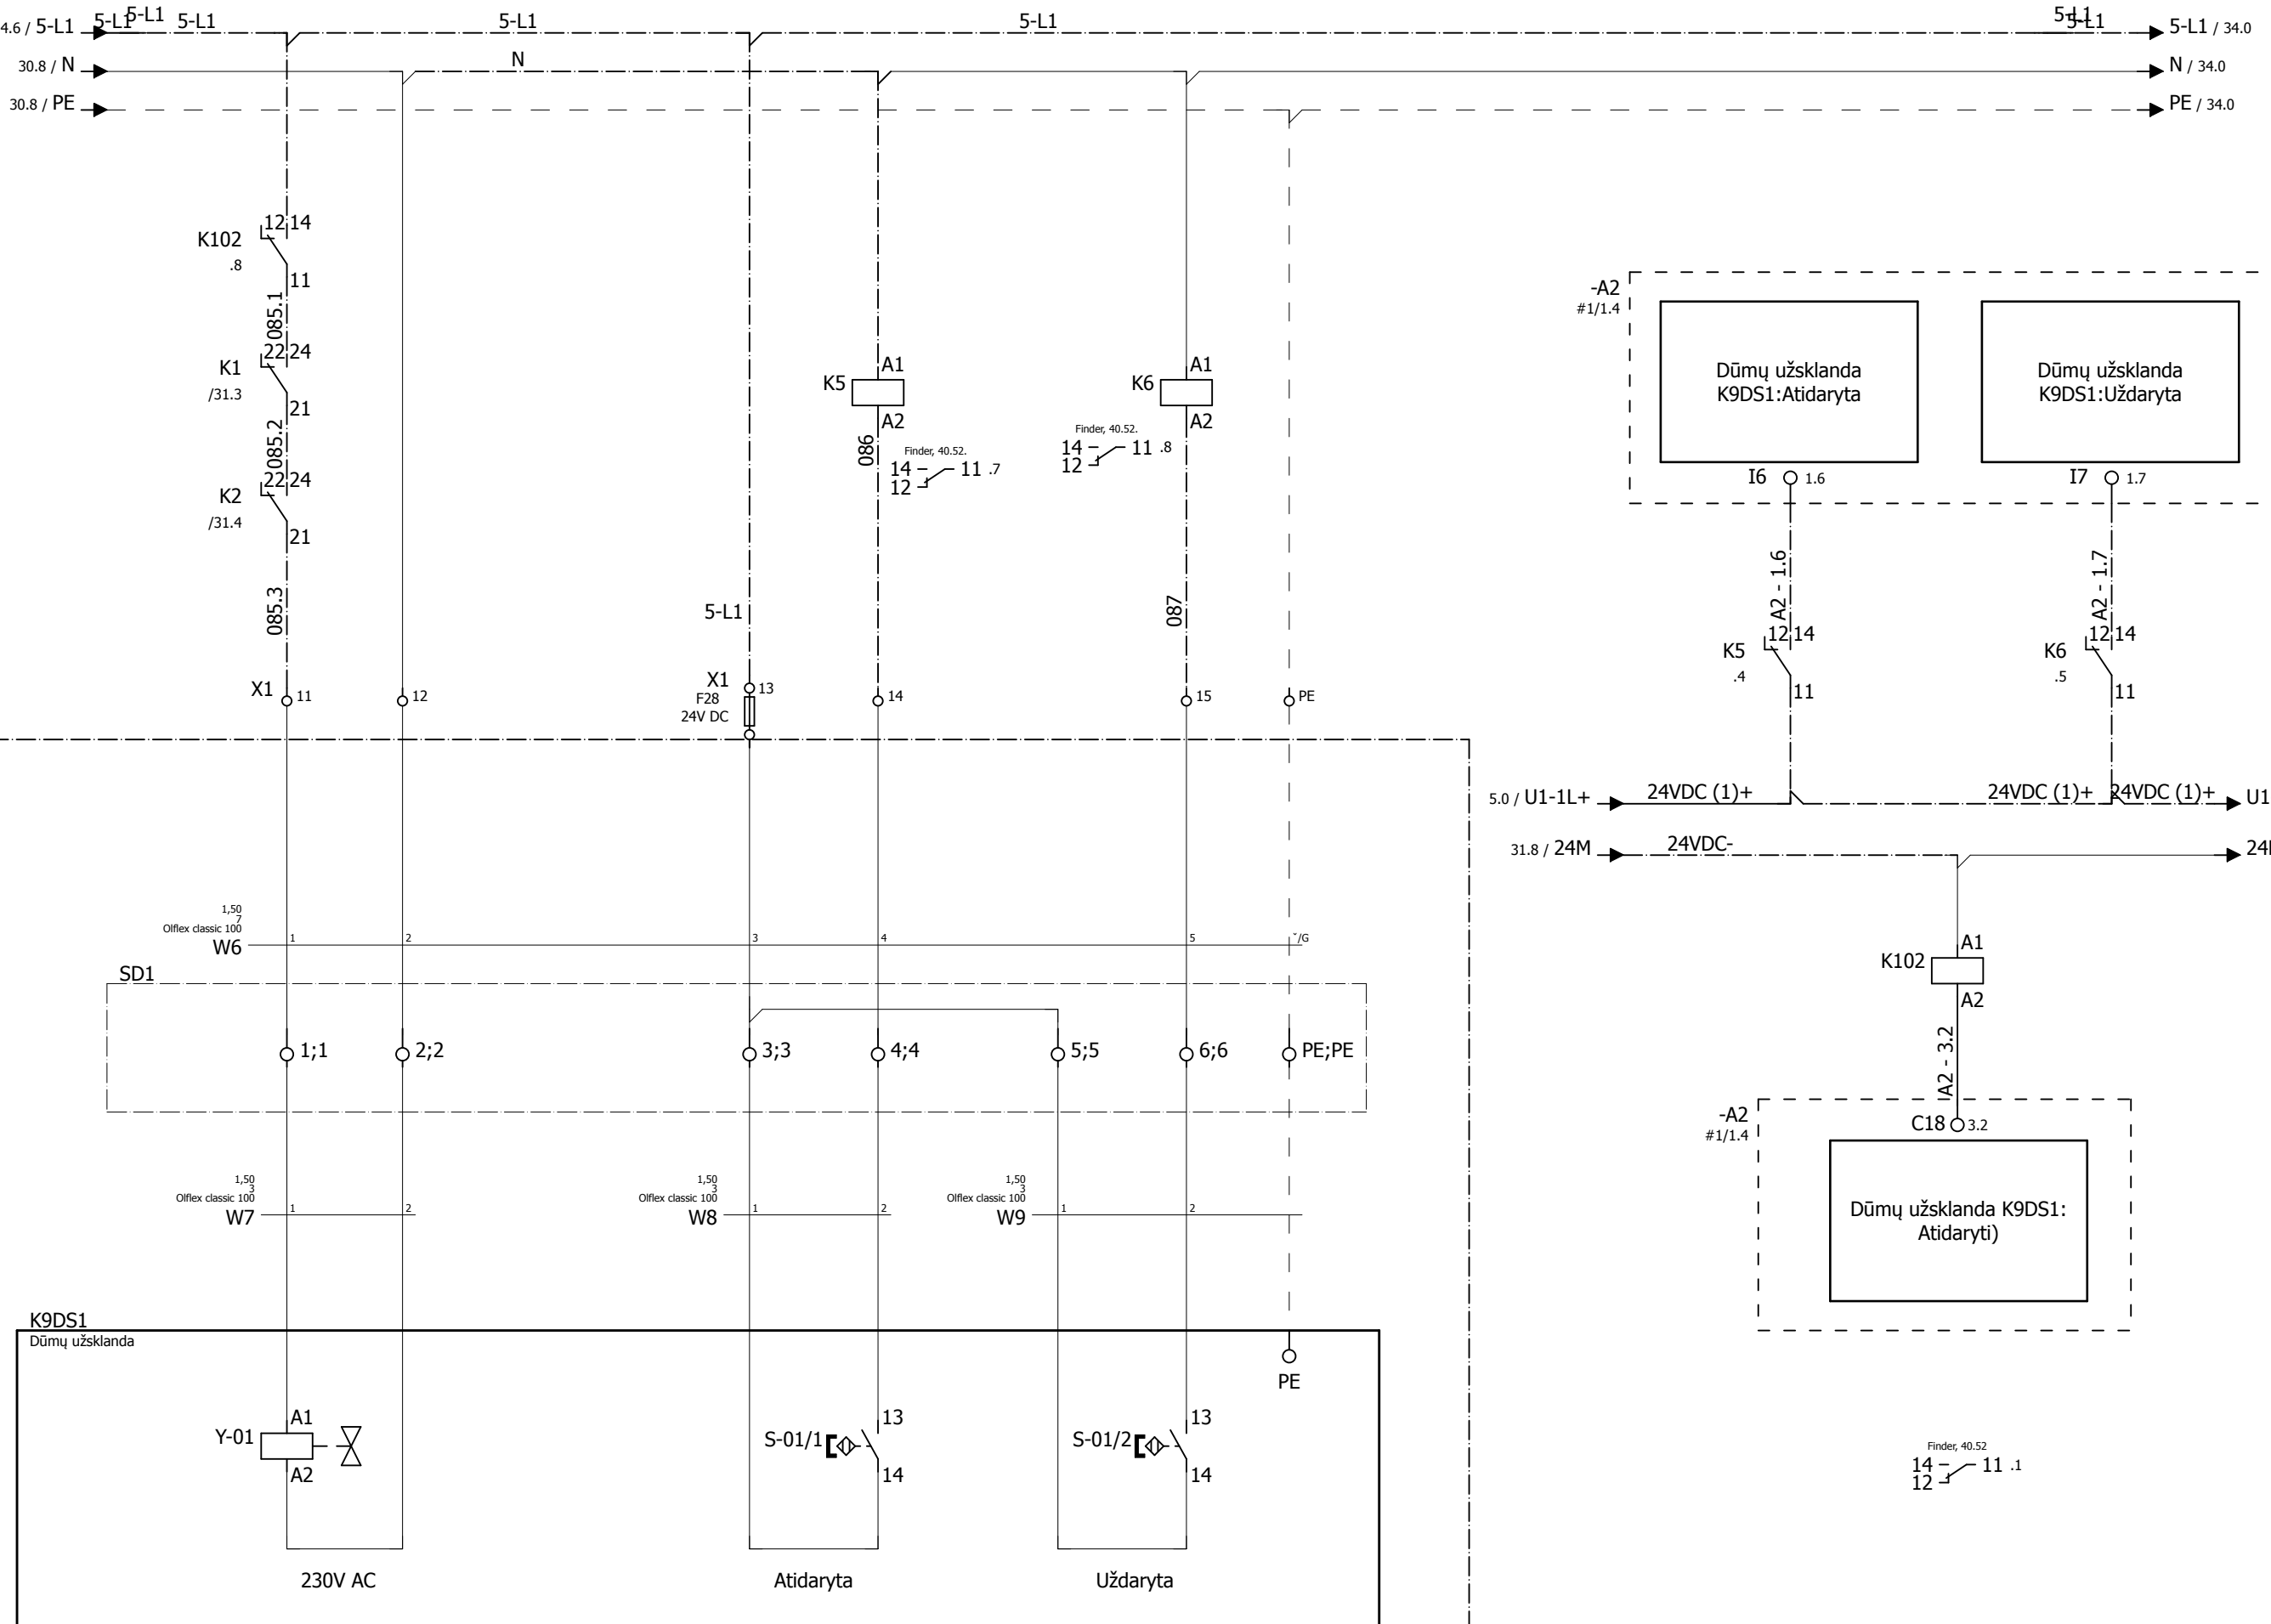 4.6 / 5-L1 5-L1 5-L1 5-L1 5-L1 5-L1 5-L1 5-L1 5-L1 / 34.0
30.8 / N N N / 34.0
30.8 / PE PE / 34.0
12 14
K102
.8
11
085.1
22 24
K1
/31.3
21
085.2
22 24
K2
/31.4
21
085.3
X1 11
12
5-L1
X1 13
F28
24V DC
A1
K5
A2
086
Finder, 40.52.
14 11 .7
12
14
A1
K6
A2
Finder, 40.52.
14 11 .8
12
087
15
PE
-A2
#1/1.4
Dūmų užsklanda
K9DS1:Atidaryta
I6 1.6
Dūmų užsklanda
K9DS1:Uždaryta
I7 1.7
A2 - 1.6
12 14
K5
.4
11
A2 - 1.7
12 14
K6
.5
11
5.0 / U1-1L+ 24VDC (1)+ 24VDC (1)+ 24VDC (1)+ U1
31.8 / 24M 24VDC-
A1
K102
A2
A2 - 3.2
-A2
#1/1.4
C18 3.2
Dūmų užsklanda K9DS1:
Atidaryti)
Finder, 40.52
14 11 .1
12
1,50
7
Olflex classic 100
W6 1 2 3 4 5 /G
SD1
1;1 2;2 3;3 4;4 5;5 6;6 PE;PE
1,50
3
Olflex classic 100
W7 1 2
1,50
3
Olflex classic 100
W8 1 2
1,50
3
Olflex classic 100
W9 1 2
K9DS1
Dūmų užsklanda
PE
A1
Y-01
A2
230V AC
13
S-01/1
14
Atidaryta
13
S-01/2
14
Uždaryta